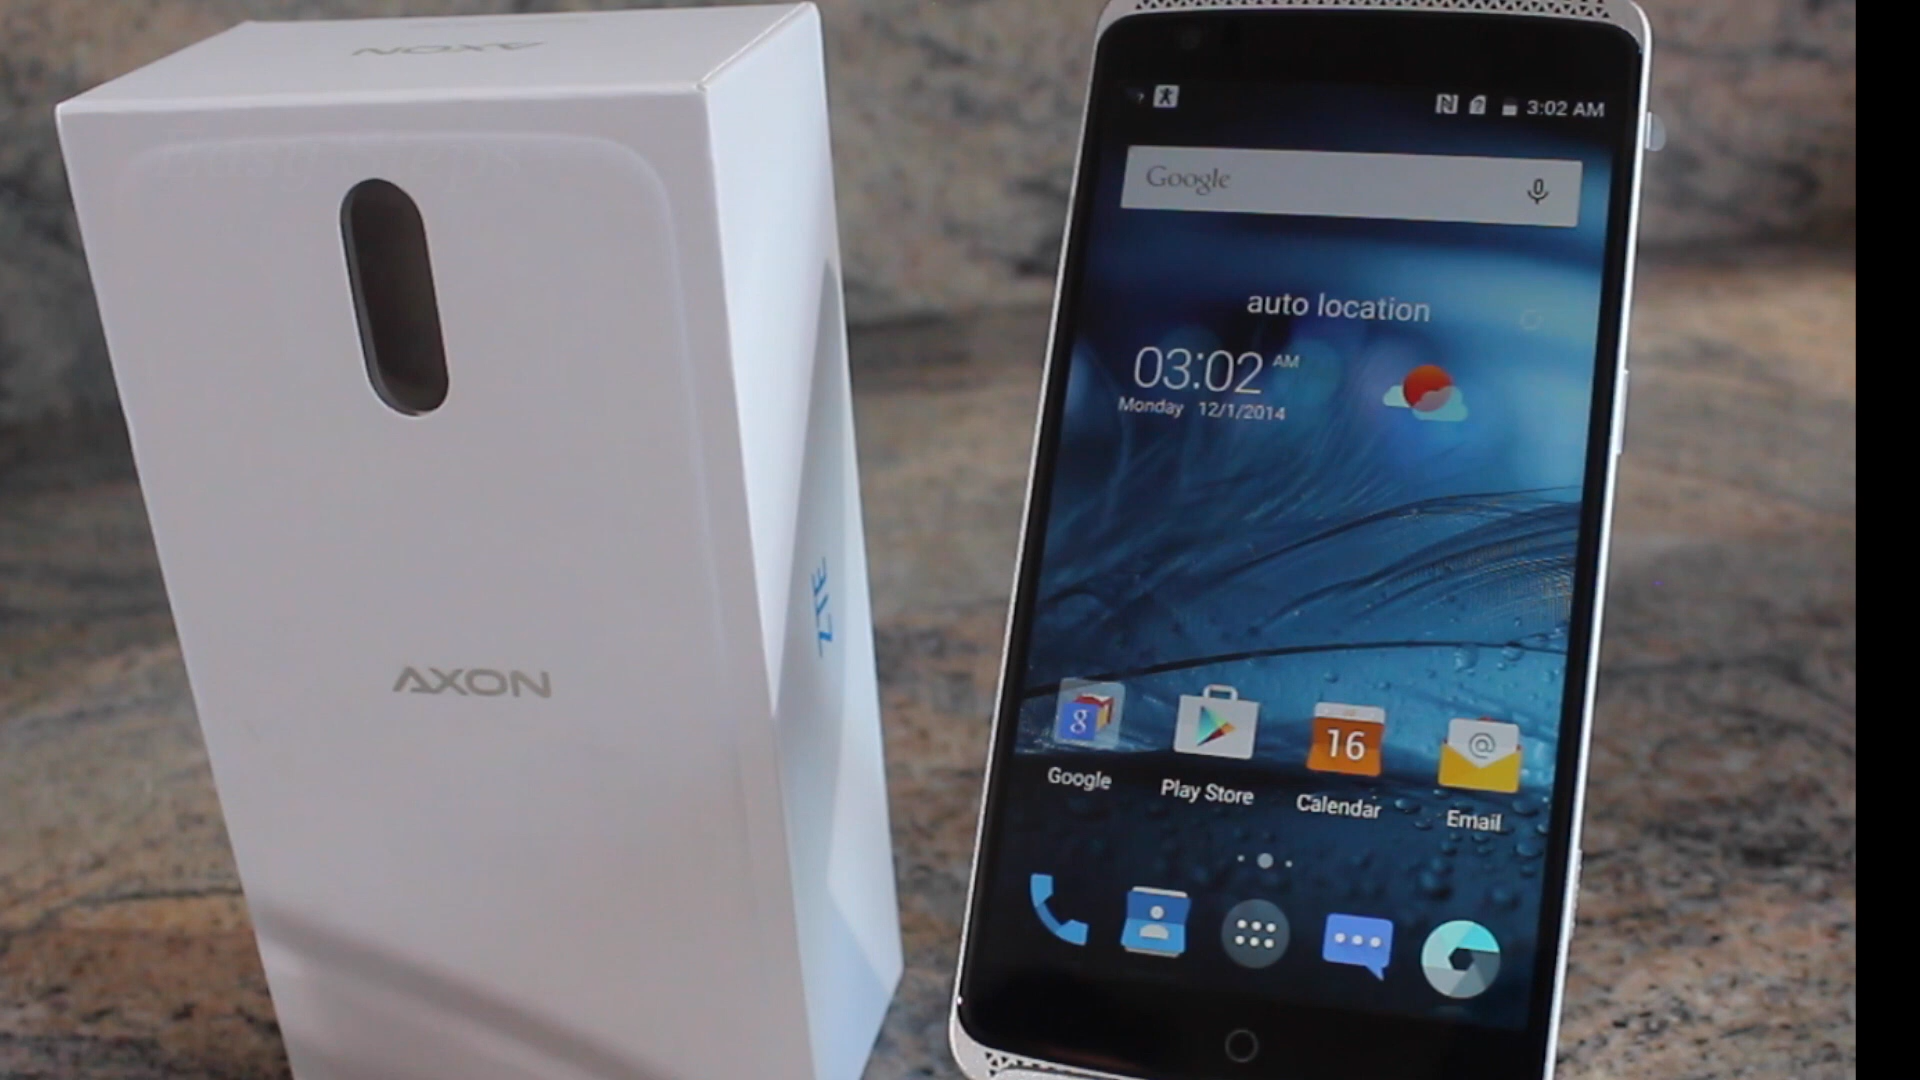 AXON
AXON
ZTE
3:02 AM
Google
auto location
03:02 AM
Monday 12/1/2014
8
16
@
Google
Play Store
Calendar
Email